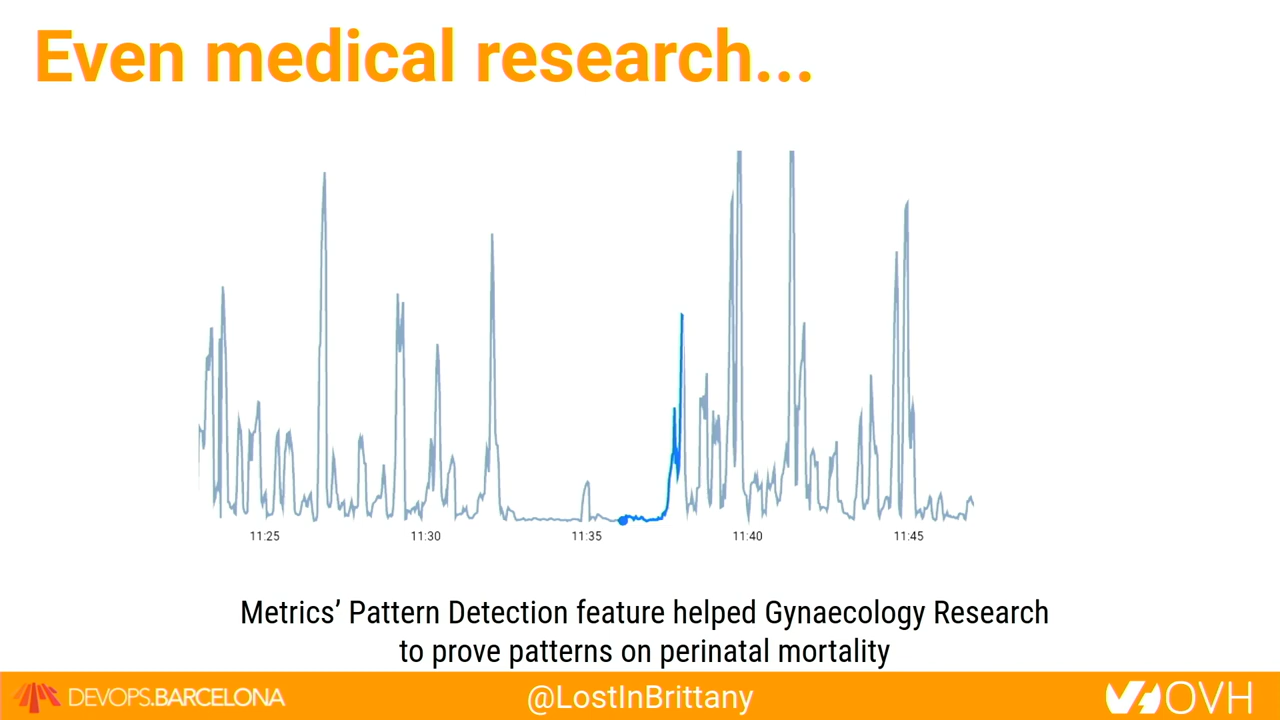 Even medical research...
11:25 11:30 11:35 11:40 11:45
Metrics’ Pattern Detection feature helped Gynaecology Research
to prove patterns on perinatal mortality
DEVOPS.BARCELONA
@LostInBrittany
OVH